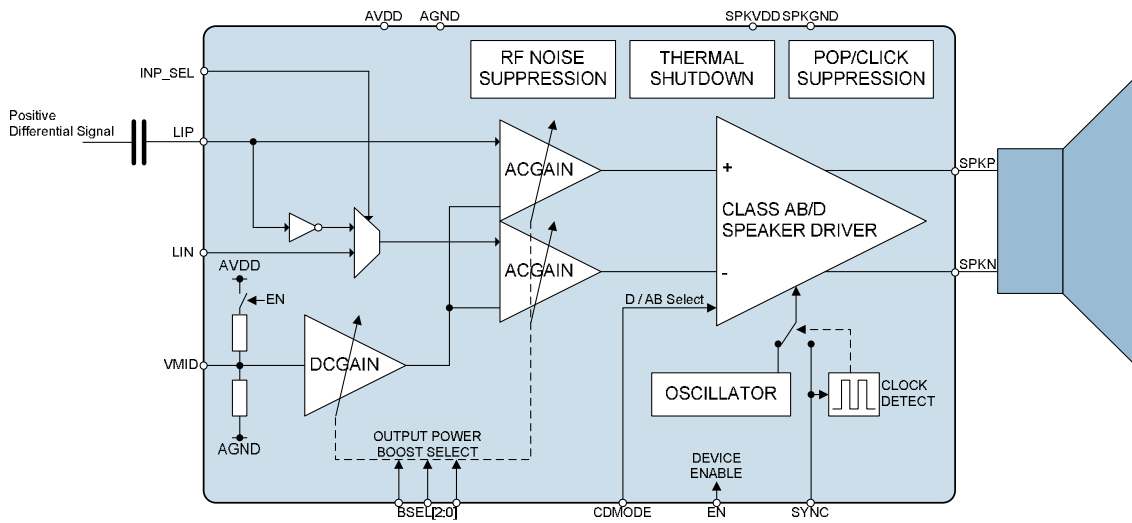 AVDD
AGND
SPKVDD
SPKGND
RF NOISE
SUPPRESSION
THERMAL
SHUTDOWN
POP/CLICK
SUPPRESSION
INP_SEL
Positive
Differential Signal
LIP
ACGAIN
+
SPKP
CLASS AB/D
SPEAKER DRIVER
LIN
AVDD
ACGAIN
-
SPKN
EN
D / AB Select
VMID
DCGAIN
OSCILLATOR
CLOCK
DETECT
AGND
OUTPUT POWER
BOOST SELECT
DEVICE
ENABLE
BSEL[2:0]
CDMODE
EN
SYNC